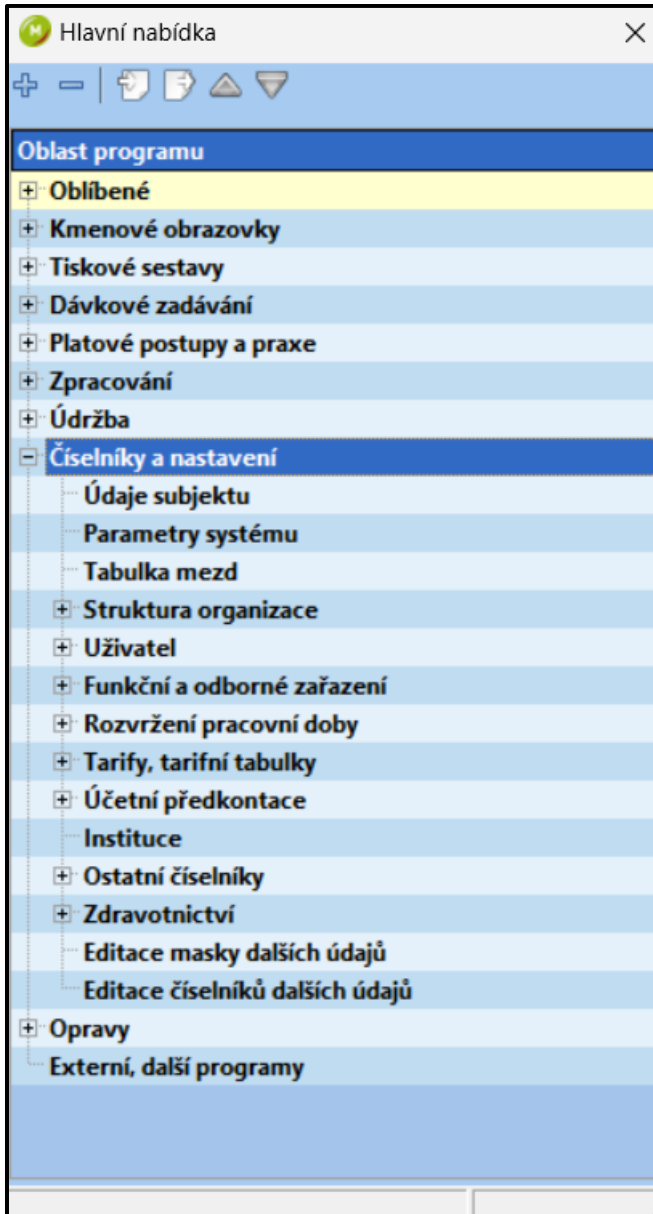 Hlavní nabídka
Oblast programu
Oblíbené
Kmenové obrazovky
Tiskové sestavy
Dávkové zadávání
Platové postupy a praxe
Zpracování
Údržba
Číselníky a nastavení
Údaje subjektu
Parametry systému
Tabulka mezd
Struktura organizace
Uživatel
Funkční a odborné zařazení
Rozvržení pracovní doby
Tarify, tarifní tabulky
Účetní předkontace
Instituce
Ostatní číselníky
Zdravotnictví
Editace masky dalších údajů
Editace číselníků dalších údajů
Opravy
Externí, další programy